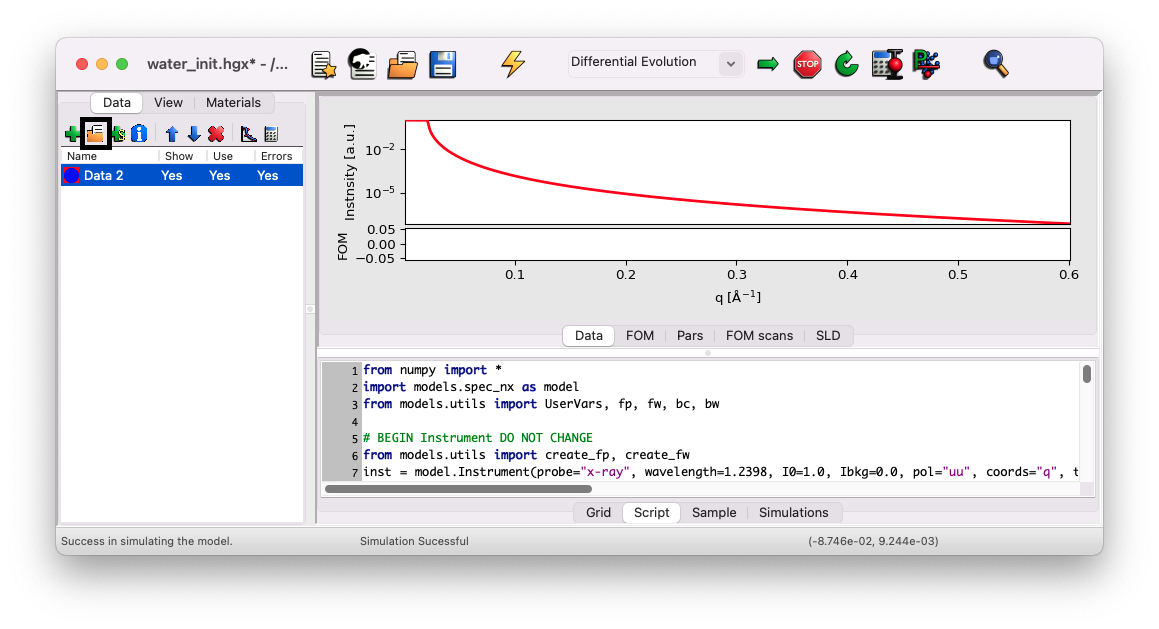 water_init.hgx* - /...
Differential Evolution
STOP
Data View Materials
Name Show Use Errors
Data 2 Yes Yes Yes
Instnsity [a.u.]
10⁻²
10⁻⁵
FOM
0.05
0.00
−0.05
0.1 0.2 0.3 0.4 0.5 0.6
q [Å⁻¹]
Data FOM Pars FOM scans SLD
1 from numpy import *
2 import models.spec_nx as model
3 from models.utils import UserVars, fp, fw, bc, bw
4
5 # BEGIN Instrument DO NOT CHANGE
6 from models.utils import create_fp, create_fw
7 inst = model.Instrument(probe="x-ray", wavelength=1.2398, I0=1.0, Ibkg=0.0, pol="uu", coords="q", t
Grid Script Sample Simulations
Success in simulating the model. Simulation Sucessful (-8.746e-02, 9.244e-03)